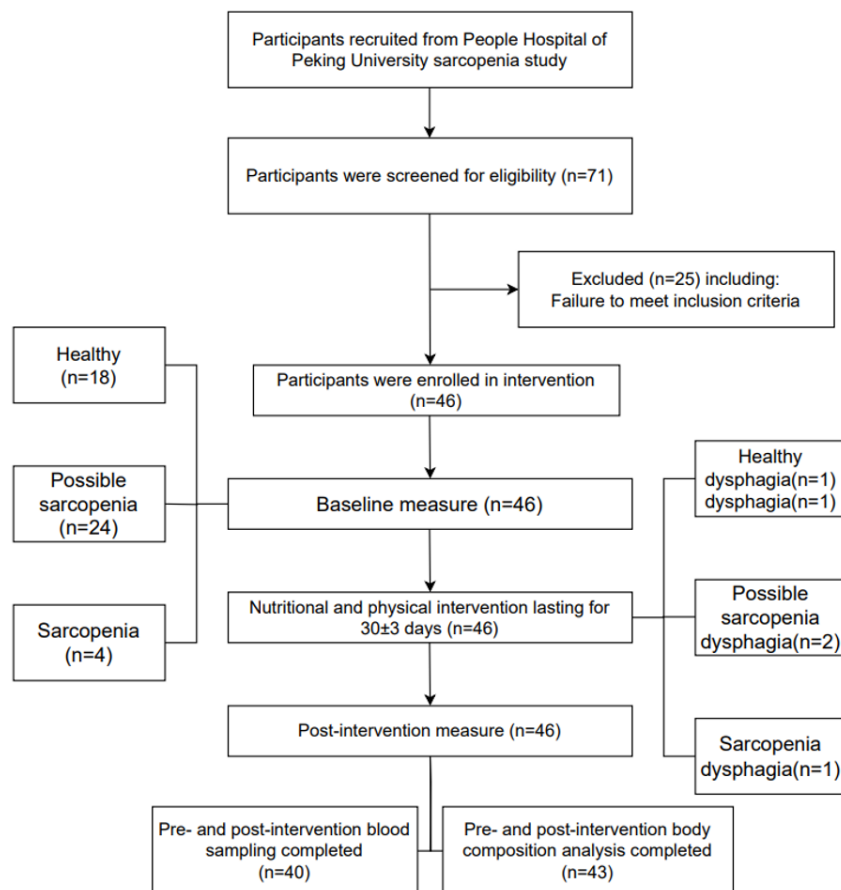 Participants recruited from People Hospital of
Peking University sarcopenia study
Participants were screened for eligibility (n=71)
Excluded (n=25) including:
Failure to meet inclusion criteria
Participants were enrolled in intervention
(n=46)
Healthy
(n=18)
Possible
sarcopenia
(n=24)
Sarcopenia
(n=4)
Baseline measure (n=46)
Nutritional and physical intervention lasting for
30±3 days (n=46)
Healthy
dysphagia(n=1)
dysphagia(n=1)
Possible
sarcopenia
dysphagia(n=2)
Sarcopenia
dysphagia(n=1)
Post-intervention measure (n=46)
Pre- and post-intervention blood
sampling completed
(n=40)
Pre- and post-intervention body
composition analysis completed
(n=43)